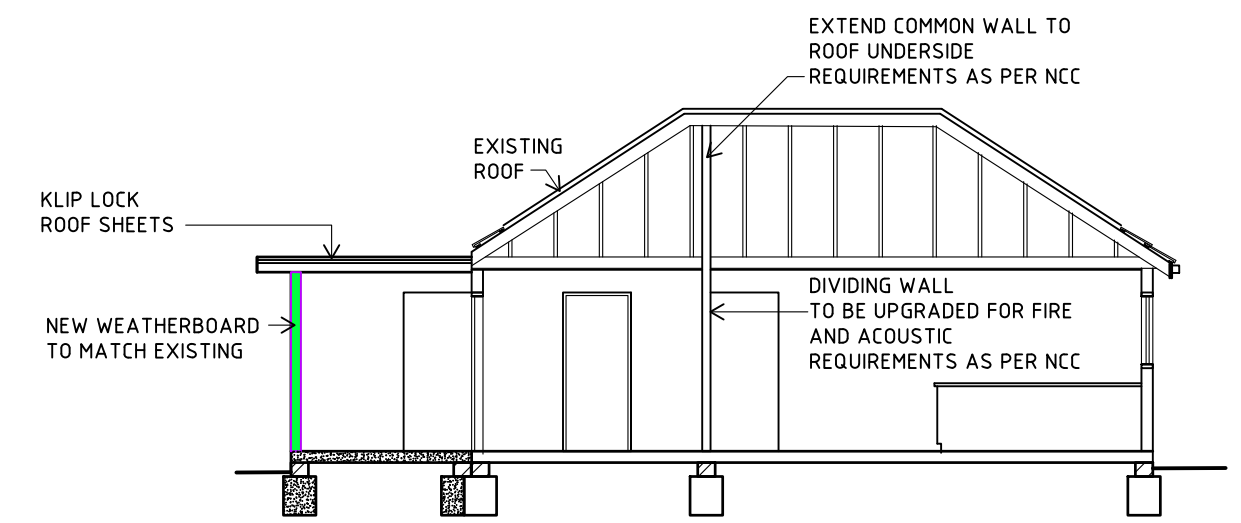 EXTEND COMMON WALL TO
ROOF UNDERSIDE
REQUIREMENTS AS PER NCC
EXISTING
ROOF
KLIP LOCK
ROOF SHEETS
DIVIDING WALL
TO BE UPGRADED FOR FIRE
AND ACOUSTIC
REQUIREMENTS AS PER NCC
NEW WEATHERBOARD
TO MATCH EXISTING